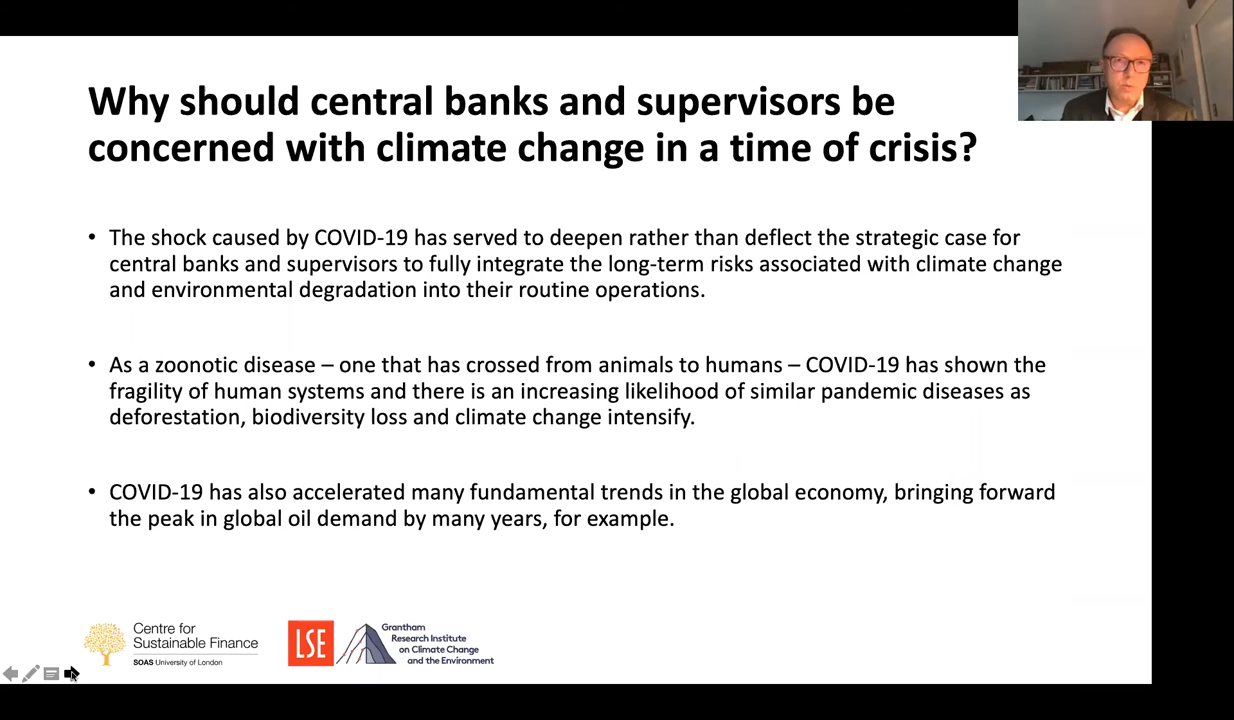 Why should central banks and supervisors be
concerned with climate change in a time of crisis?
• The shock caused by COVID-19 has served to deepen rather than deflect the strategic case for
central banks and supervisors to fully integrate the long-term risks associated with climate change
and environmental degradation into their routine operations.
• As a zoonotic disease – one that has crossed from animals to humans – COVID-19 has shown the
fragility of human systems and there is an increasing likelihood of similar pandemic diseases as
deforestation, biodiversity loss and climate change intensify.
• COVID-19 has also accelerated many fundamental trends in the global economy, bringing forward
the peak in global oil demand by many years, for example.
Centre for
Sustainable Finance
SOAS University of London
LSE
Grantham
Research Institute
on Climate Change
and the Environment